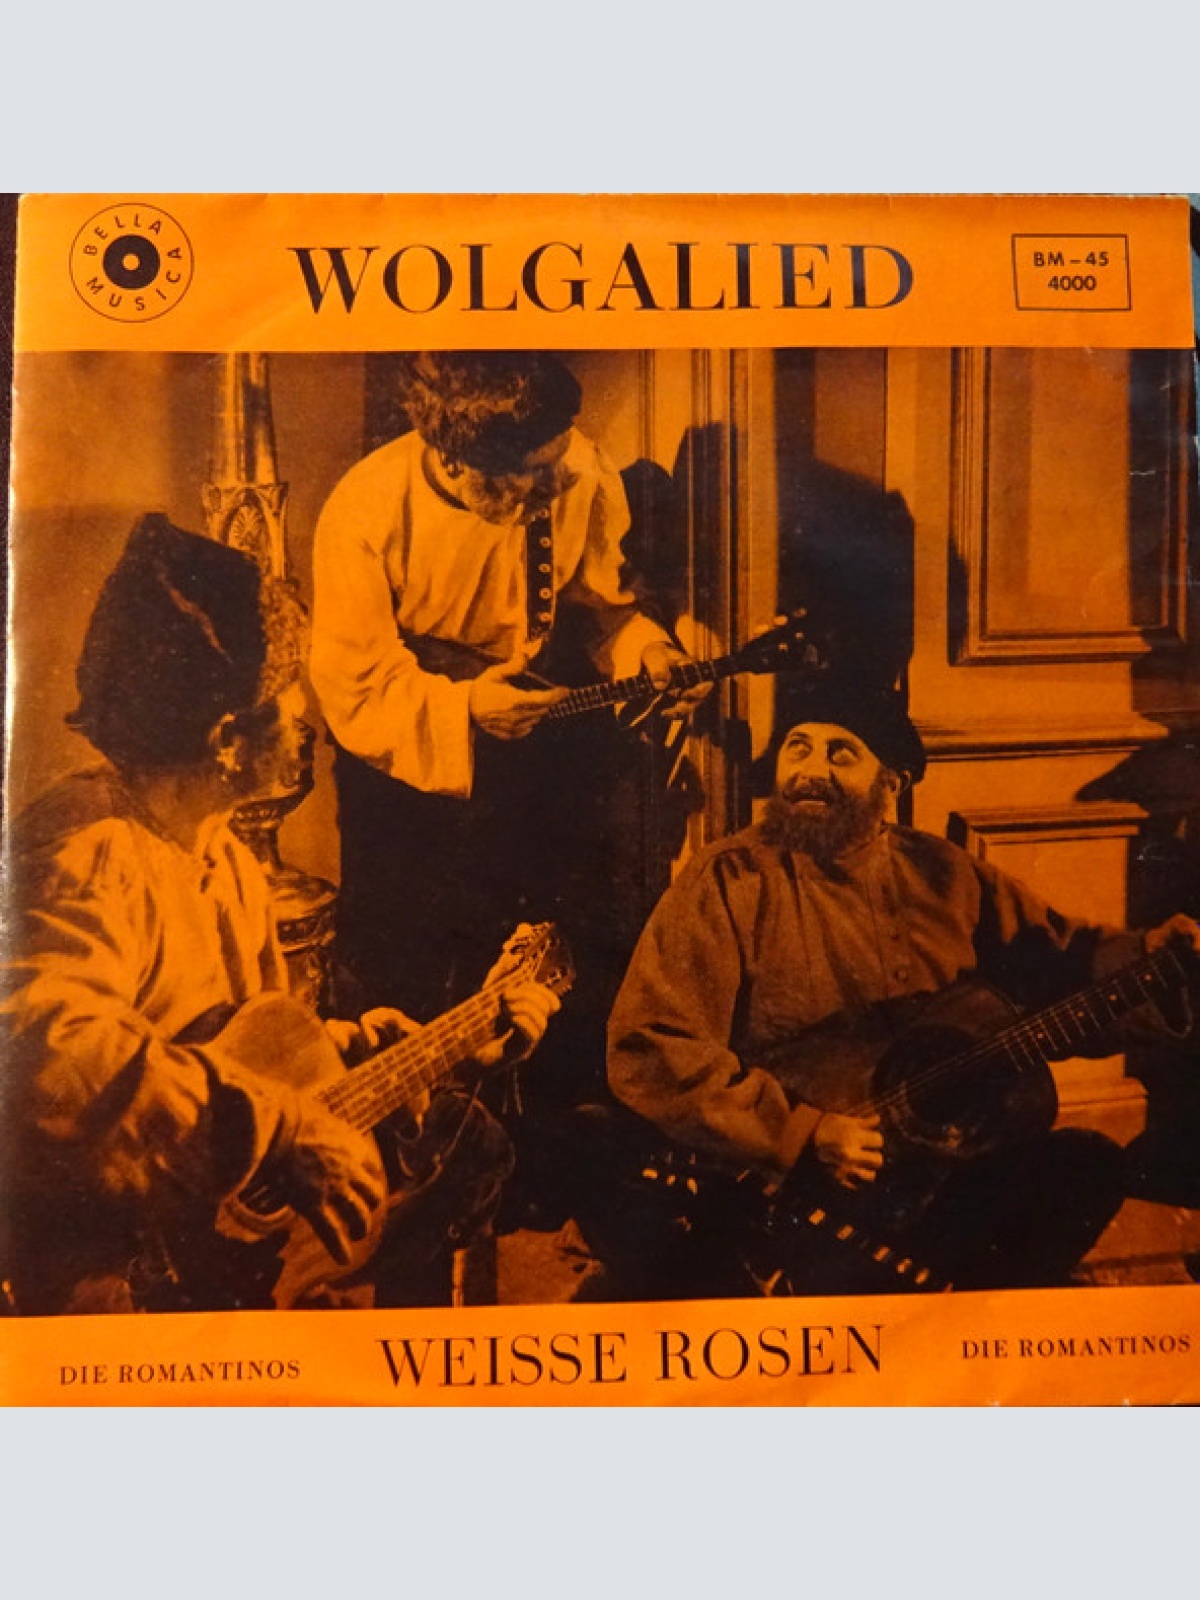 BELLA MUSICA
WOLGALIED
BM-45
4000
DIE ROMANTINOS
WEISSE ROSEN
DIE ROMANTINOS